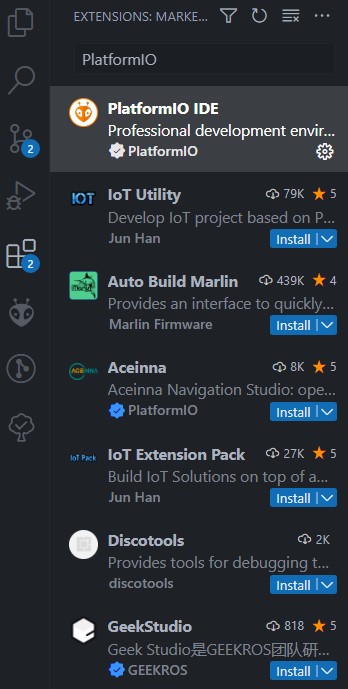 EXTENSIONS: MARKE...
PlatformIO
2
2
PlatformIO IDE
Professional development envir...
PlatformIO
IOT
IoT Utility 79K 5
Develop IoT project based on P...
Jun Han Install
Auto Build Marlin 439K 4
Provides an interface to quickly...
Marlin Firmware Install
ACEINNA
Aceinna 8K 5
Aceinna Navigation Studio: ope...
PlatformIO Install
IoT Pack
IoT Extension Pack 27K 5
Build IoT Solutions on top of a...
Jun Han Install
Discotools 2K
Provides tools for debugging t...
discotools Install
GeekStudio 818 5
Geek Studio是GEEKROS团队研...
GEEKROS Install